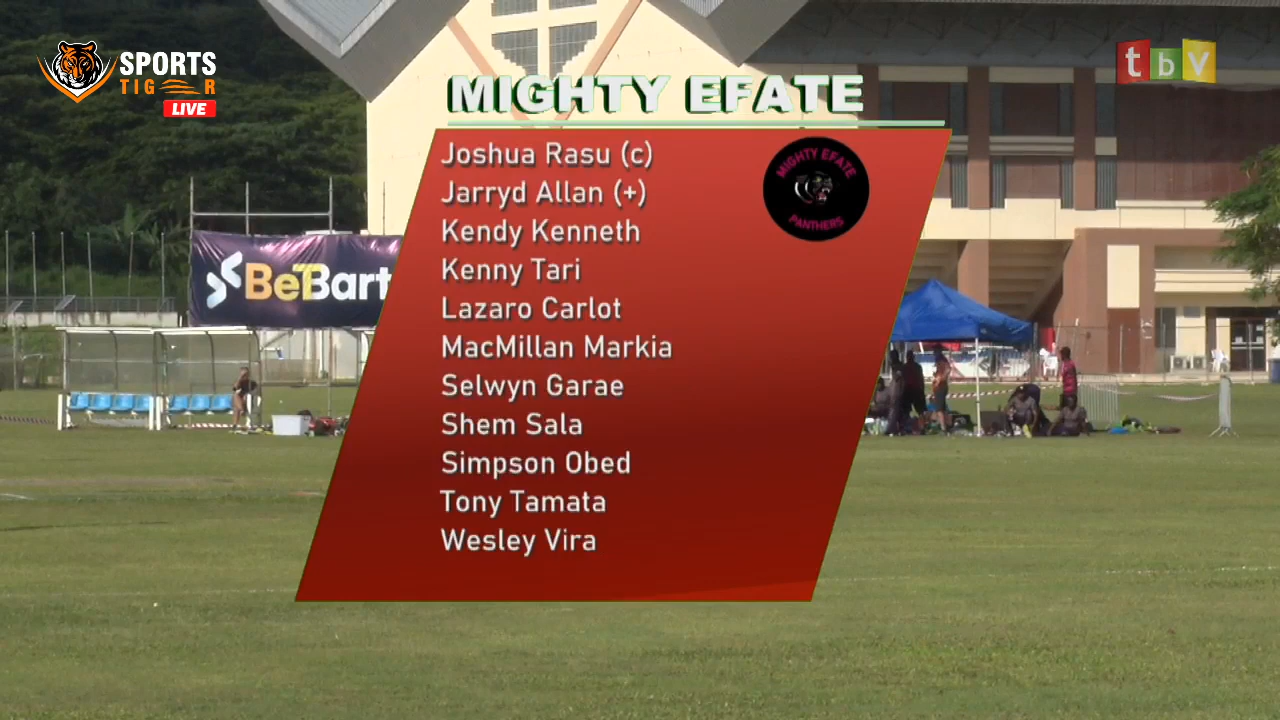 SPORTS
TIGER
LIVE
tbv
MIGHTY EFATE
Joshua Rasu (c)
Jarryd Allan (+)
Kendy Kenneth
Kenny Tari
Lazaro Carlot
MacMillan Markia
Selwyn Garae
Shem Sala
Simpson Obed
Tony Tamata
Wesley Vira
MIGHTY EFATE
PANTHERS
BetBart